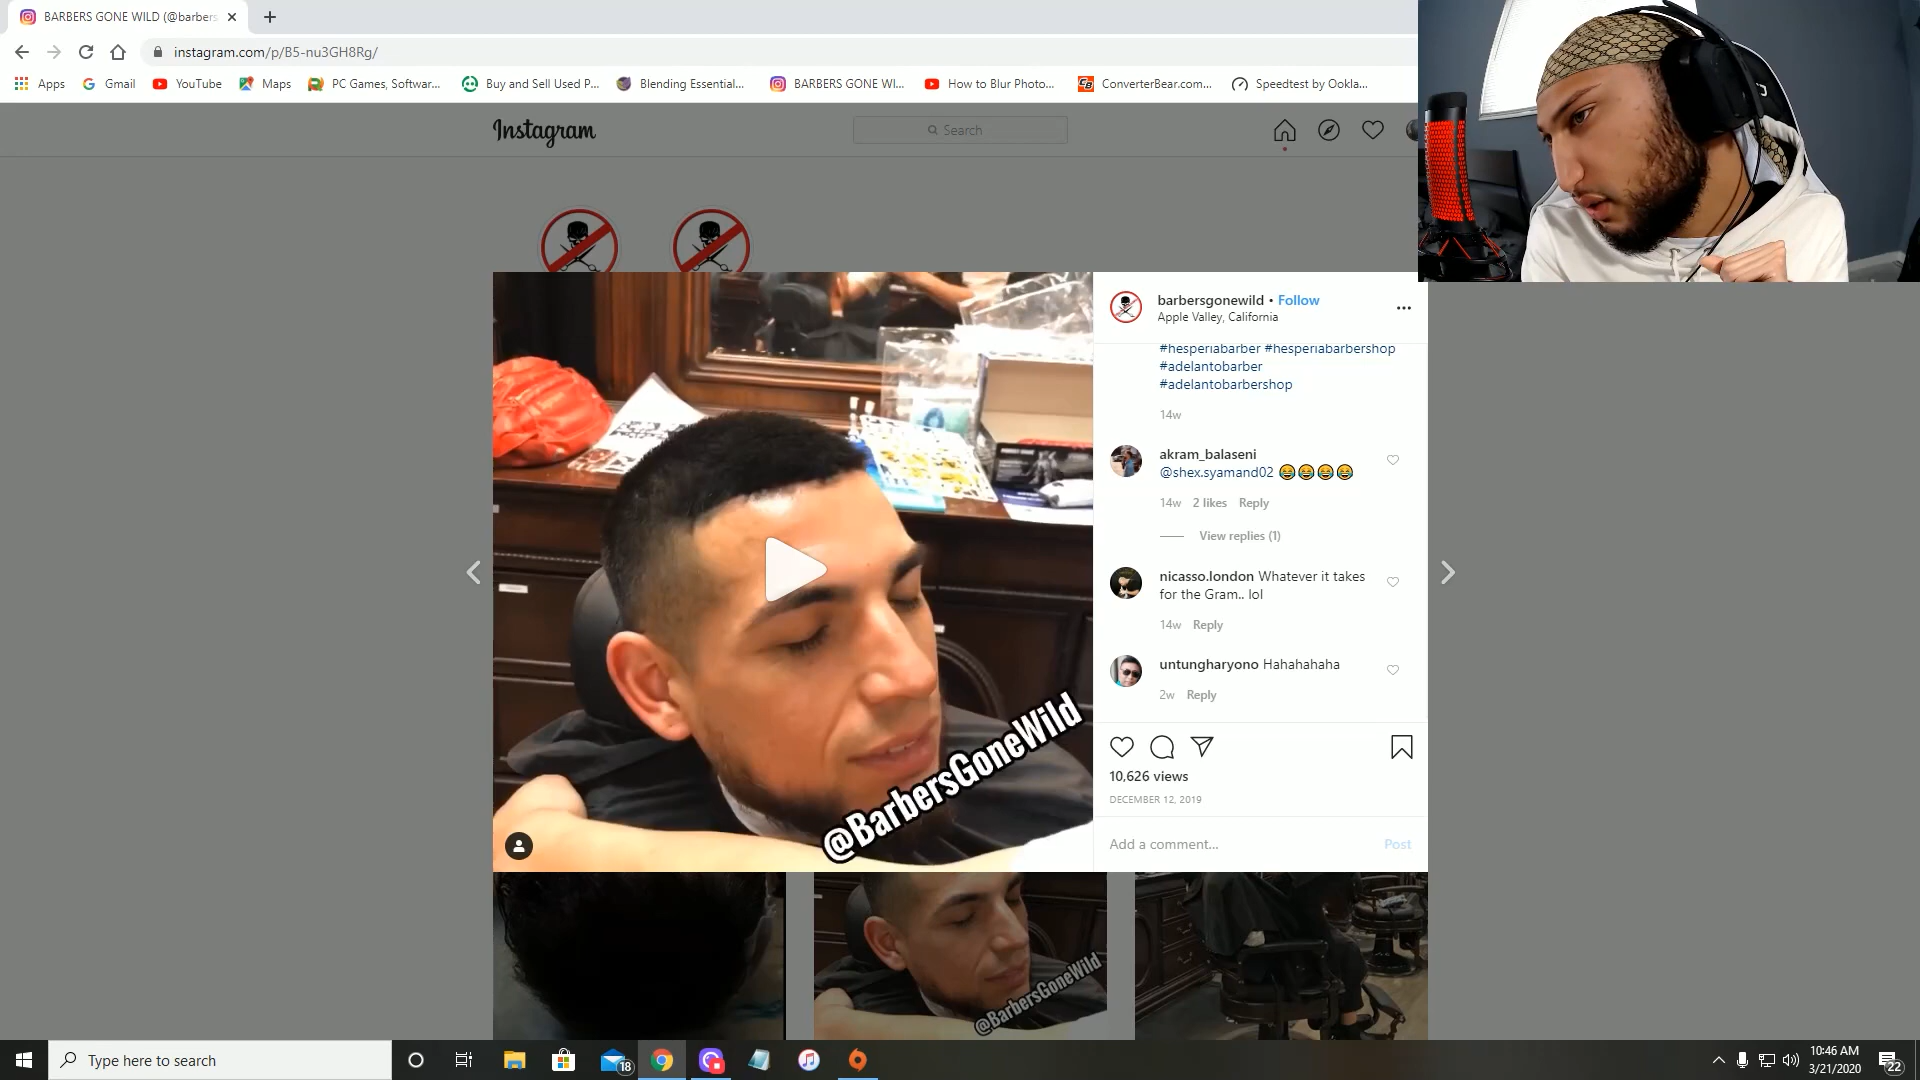 BARBERS GONE WILD (@barbers
instagram.com/p/B5-nu3GH8Rg/
Apps
Gmail
YouTube
Maps
PC Games, Softwar...
Buy and Sell Used P...
Blending Essential...
BARBERS GONE WI...
How to Blur Photo...
ConverterBear.com...
Speedtest by Ookla...
Instagram
Search
barbersgonewild • Follow
Apple Valley, California
#hesperiabarber #hesperiabarbershop
#adelantobarber
#adelantobarbershop
14w
akram_balaseni
@shex.syamand02 😂😂😂😂
14w 2 likes Reply
View replies (1)
nicasso.london Whatever it takes
for the Gram.. lol
14w Reply
untungharyono Hahahahaha
2w Reply
10,626 views
DECEMBER 12, 2019
Add a comment...
Post
@BarbersGoneWild
@BarbersGoneWild
Type here to search
18
10:46 AM
3/21/2020
22